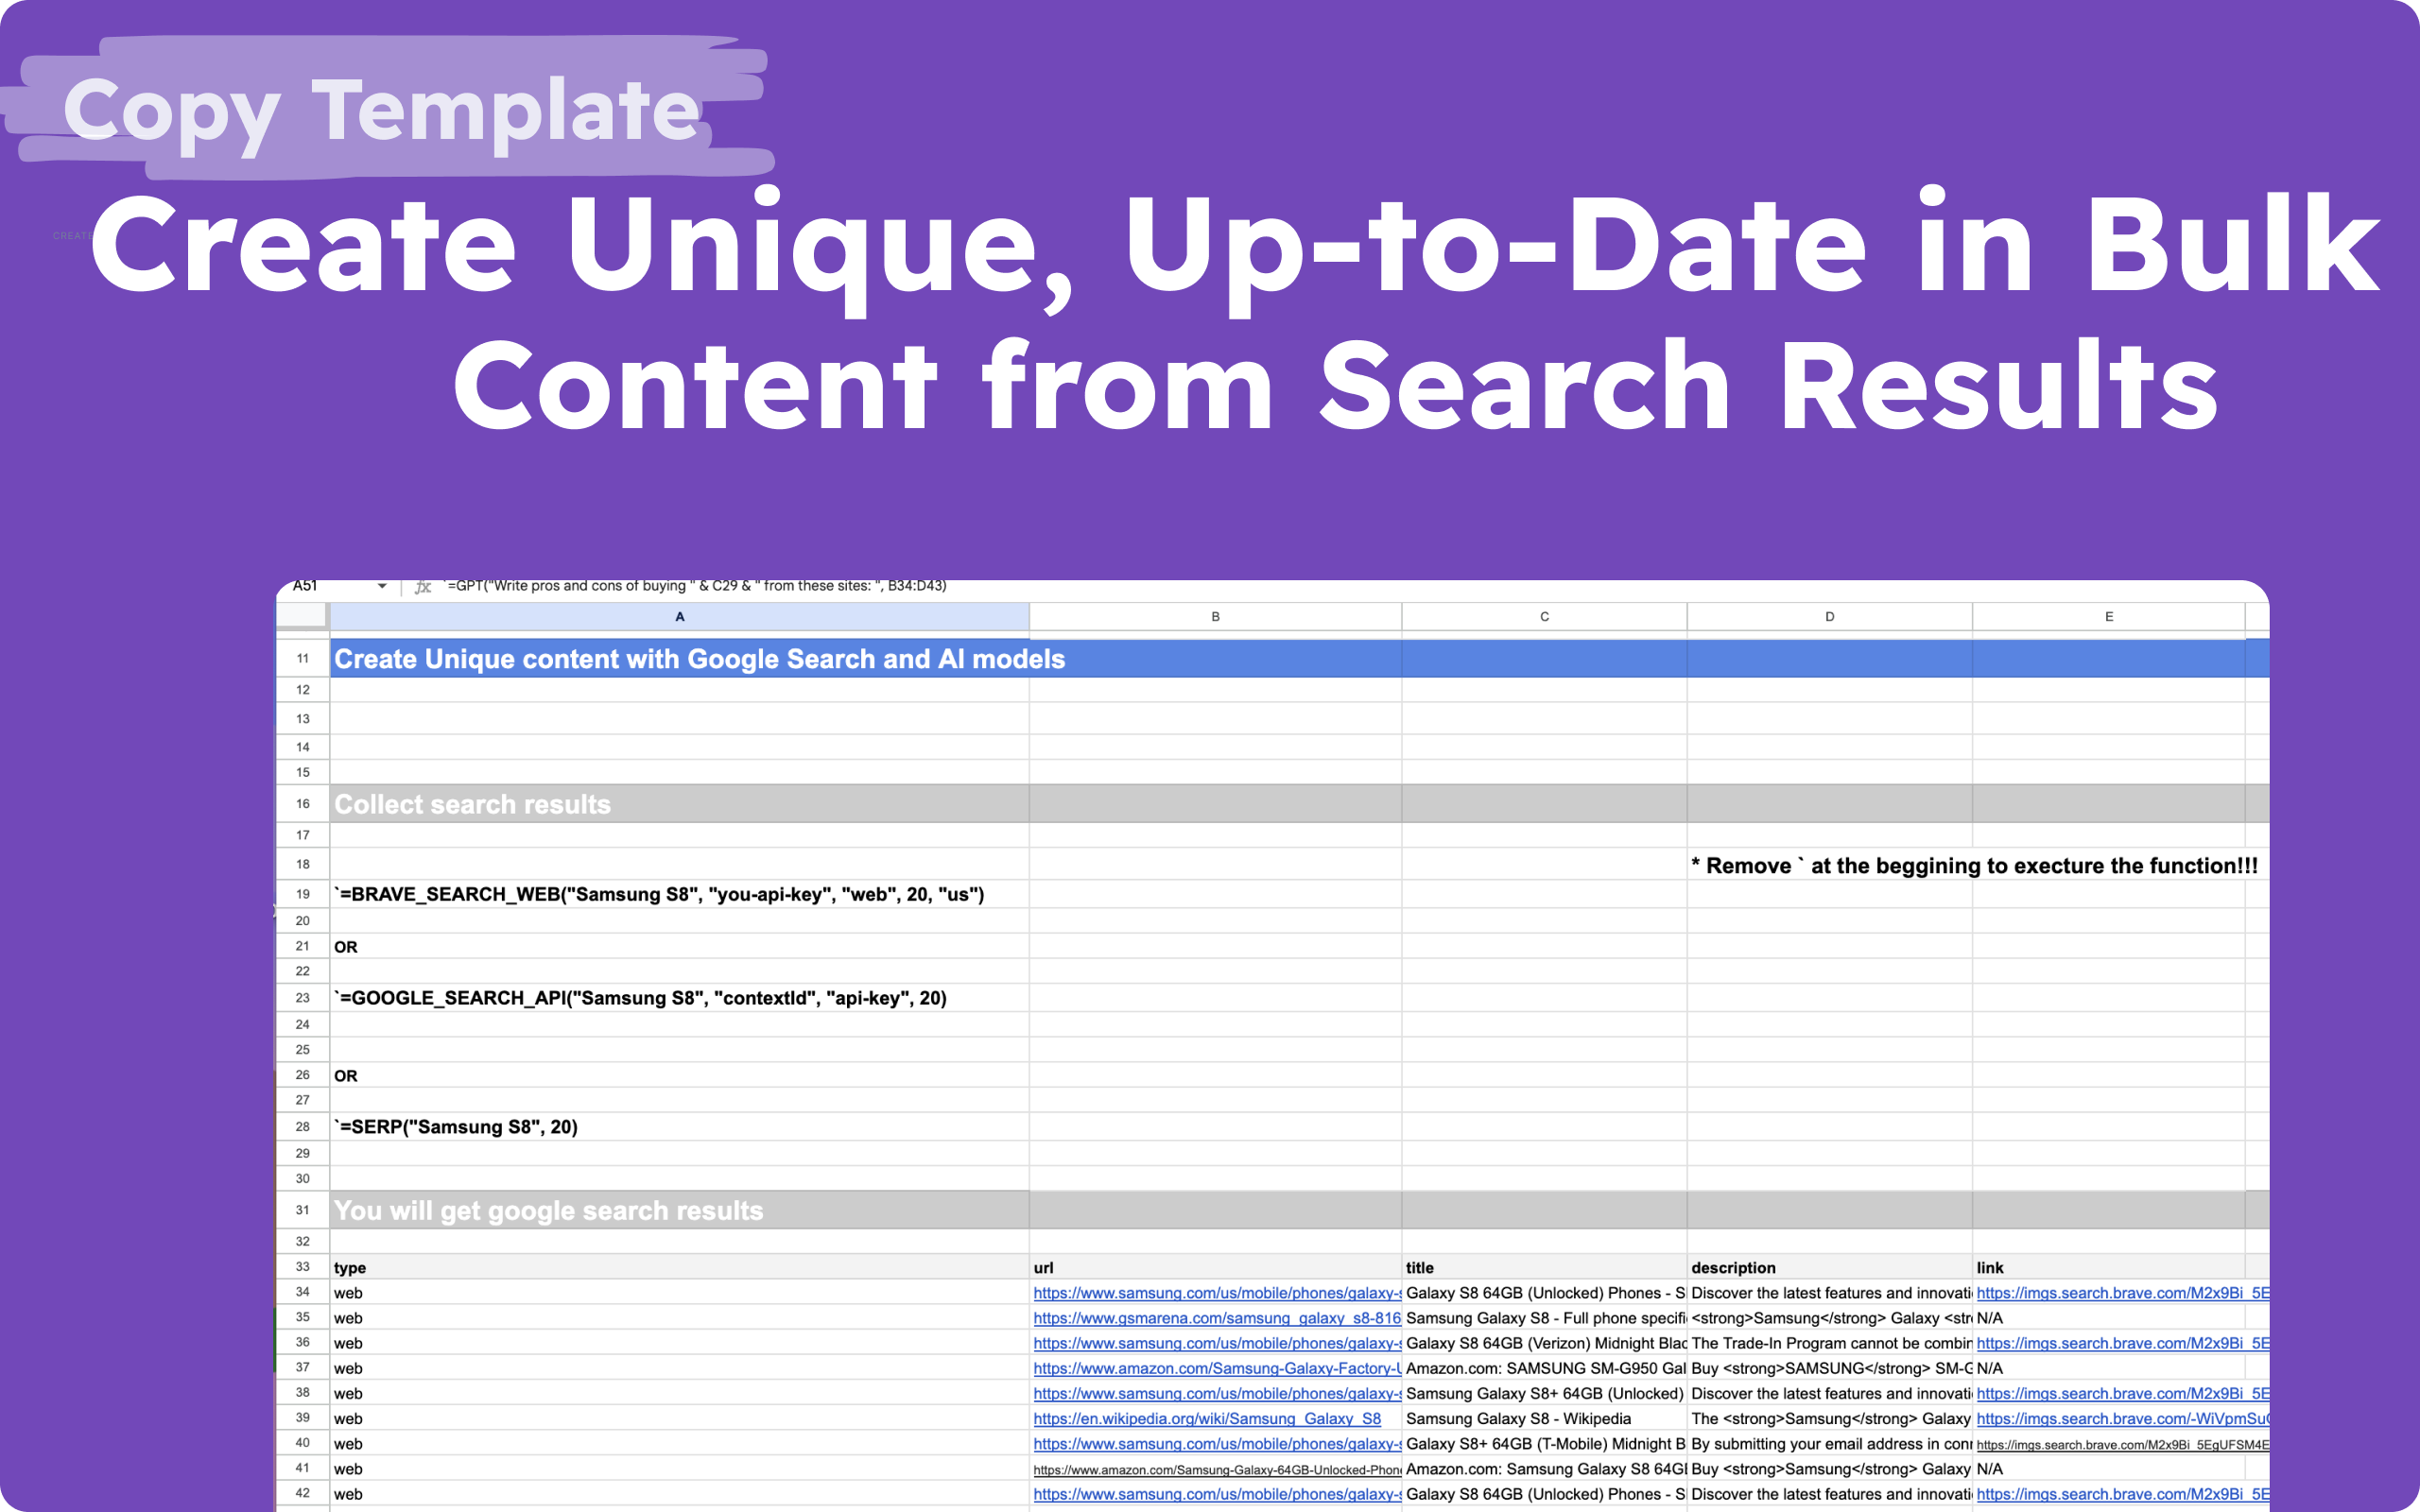 Copy Template
CREATE
Create Unique, Up-to-Date in Bulk
Content from Search Results
A51 fx `=GPT("Write pros and cons of buying " & C29 & " from these sites: ", B34:D43)
A B C D E
11 Create Unique content with Google Search and AI models
12
13
14
15
16 Collect search results
17
18 * Remove ` at the beggining to execture the function!!!
19 `=BRAVE_SEARCH_WEB("Samsung S8", "you-api-key", "web", 20, "us")
20
21 OR
22
23 `=GOOGLE_SEARCH_API("Samsung S8", "contextId", "api-key", 20)
24
25
26 OR
27
28 `=SERP("Samsung S8", 20)
29
30
31 You will get google search results
32
33 type url title description link
34 web https://www.samsung.com/us/mobile/phones/galaxy-s Galaxy S8 64GB (Unlocked) Phones - S Discover the latest features and innovati https://imgs.search.brave.com/M2x9Bi_5E
35 web https://www.gsmarena.com/samsung_galaxy_s8-816 Samsung Galaxy S8 - Full phone specifi <strong>Samsung</strong> Galaxy <str N/A
36 web https://www.samsung.com/us/mobile/phones/galaxy-s Galaxy S8 64GB (Verizon) Midnight Blac The Trade-In Program cannot be combin https://imgs.search.brave.com/M2x9Bi_5E
37 web https://www.amazon.com/Samsung-Galaxy-Factory-U Amazon.com: SAMSUNG SM-G950 Gal Buy <strong>SAMSUNG</strong> SM-G N/A
38 web https://www.samsung.com/us/mobile/phones/galaxy-s Samsung Galaxy S8+ 64GB (Unlocked) Discover the latest features and innovati https://imgs.search.brave.com/M2x9Bi_5E
39 web https://en.wikipedia.org/wiki/Samsung_Galaxy_S8 Samsung Galaxy S8 - Wikipedia The <strong>Samsung</strong> Galaxy https://imgs.search.brave.com/-WiVpmSu
40 web https://www.samsung.com/us/mobile/phones/galaxy-s Galaxy S8+ 64GB (T-Mobile) Midnight B By submitting your email address in conn https://imgs.search.brave.com/M2x9Bi_5EgUFSM4E
41 web https://www.amazon.com/Samsung-Galaxy-64GB-Unlocked-Phone Amazon.com: Samsung Galaxy S8 64GB Buy <strong>Samsung</strong> Galaxy N/A
42 web https://www.samsung.com/us/mobile/phones/galaxy-s Galaxy S8 64GB (Unlocked) Phones - S Discover the latest features and innovati https://imgs.search.brave.com/M2x9Bi_5E